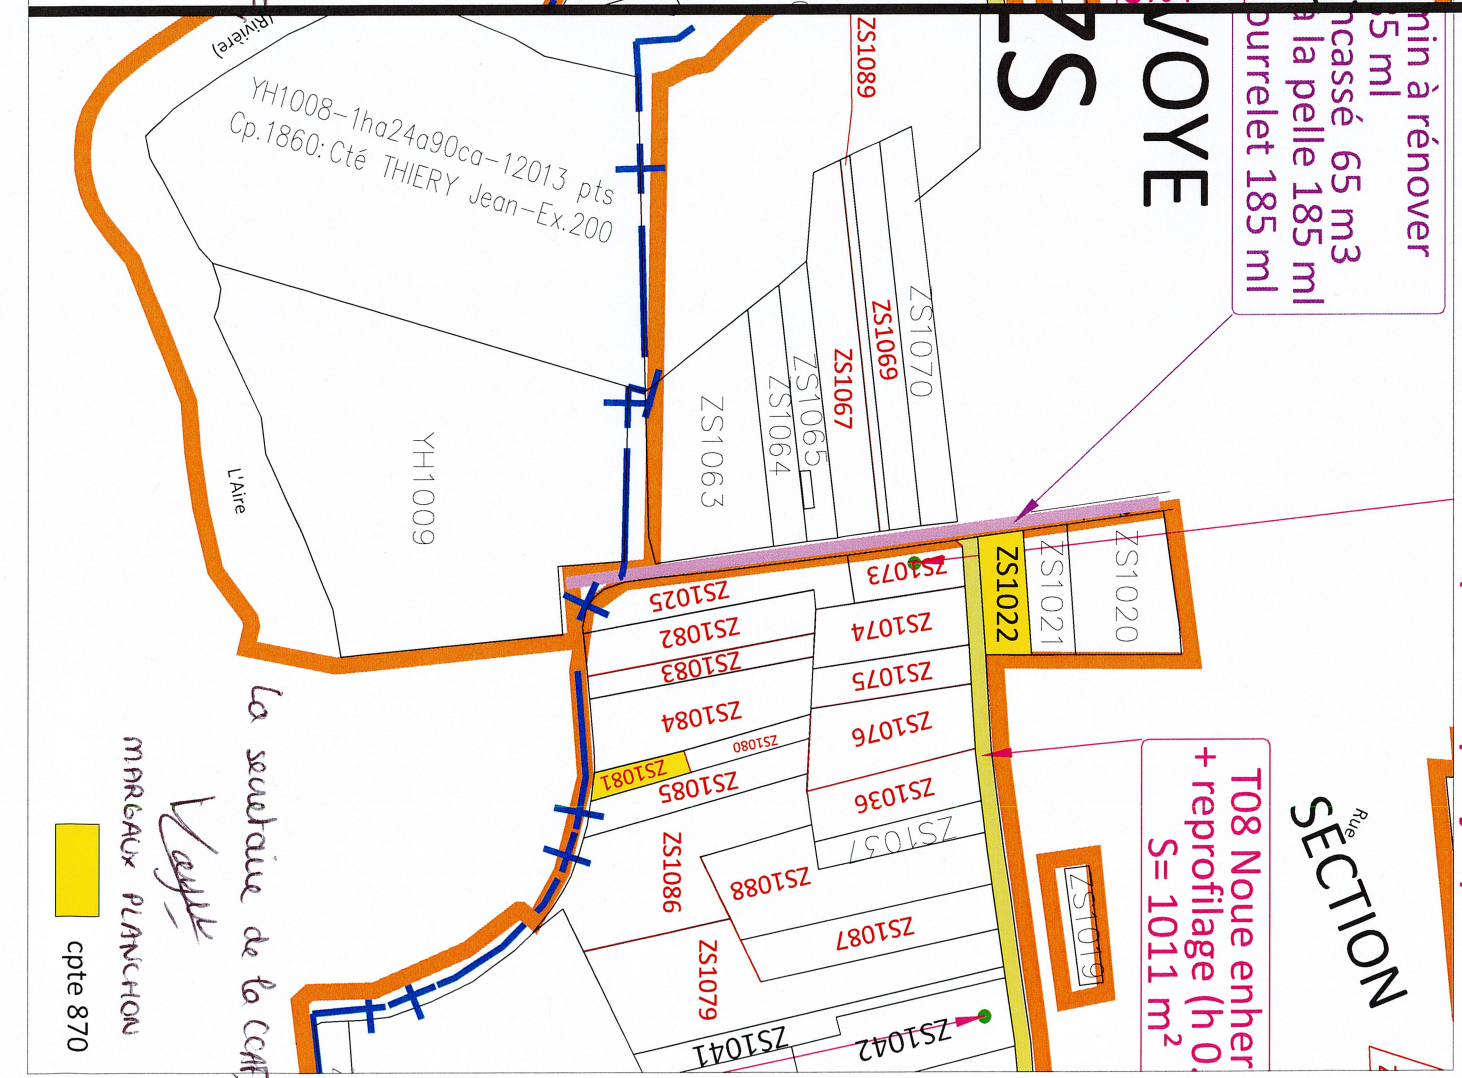 min à rénover
5 ml
ncassé 65 m3
à la pelle 185 ml
ourrelet 185 ml
VOYE
ZS
(Rivière)
YH1008-1ha24a90ca-12013 pts
Cp.1860: Cté THIERY Jean-Ex.200
YH1009
L'Aire
ZS1089
ZS1070
ZS1069
ZS1067
ZS1065
ZS1064
ZS1063
ZS1020
ZS1021
ZS1022
ZS1073
ZS1074
ZS1075
ZS1076
ZS1036
ZS1037
ZS1025
ZS1082
ZS1083
ZS1084
ZS1080
ZS1081
ZS1085
ZS1086
ZS1088
ZS1087
ZS1079
ZS1041
ZS1042
ZS1019
Rue
SECTION
T08 Noue enher
+ reprofilage (h 0.
S= 1011 m²
La secretaire de la CCAF
MARGAUX PLANCHON
cpte 870